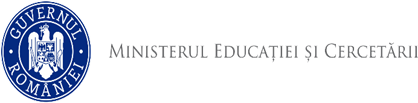 GUVERNUL ROMÂNIEI
MINISTERUL EDUCAȚIEI ȘI CERCETĂRII